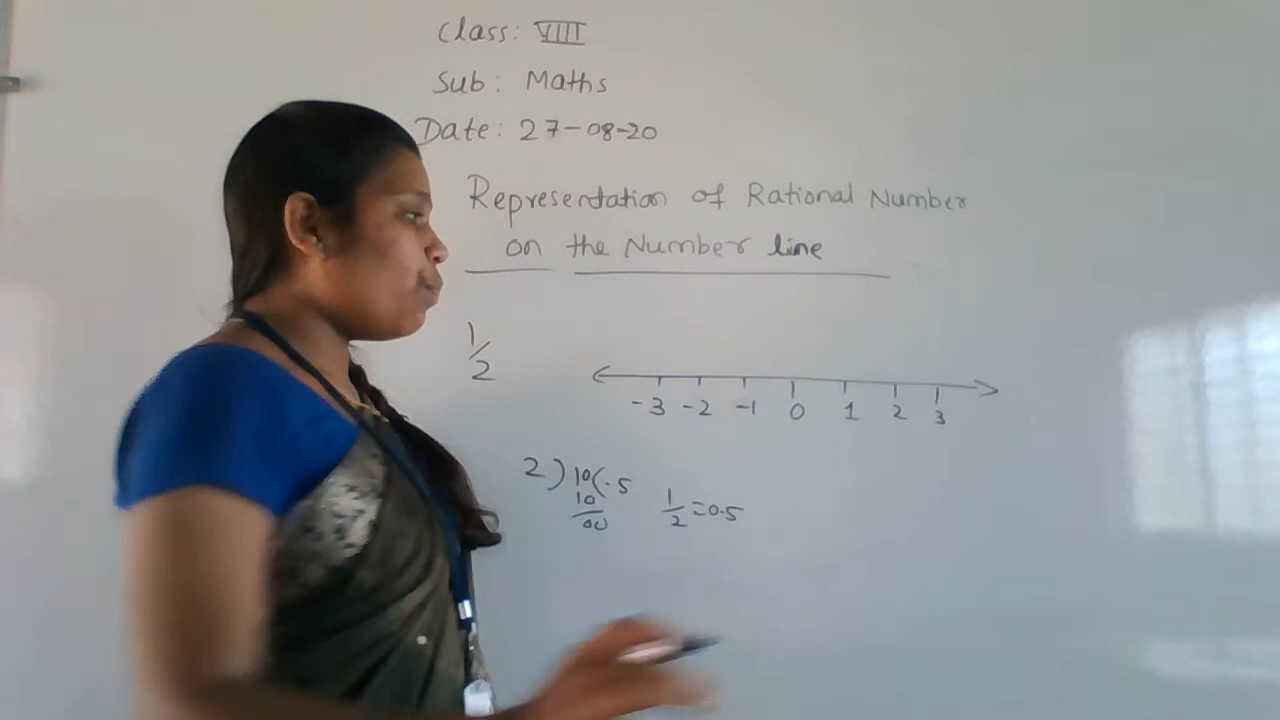 Class: VIII
Sub: Maths
Date: 27-08-20
Representation of Rational Number
on the Number line
1/2
-3 -2 -1 0 1 2 3
2)10(.5
10
00
1/2 =0.5